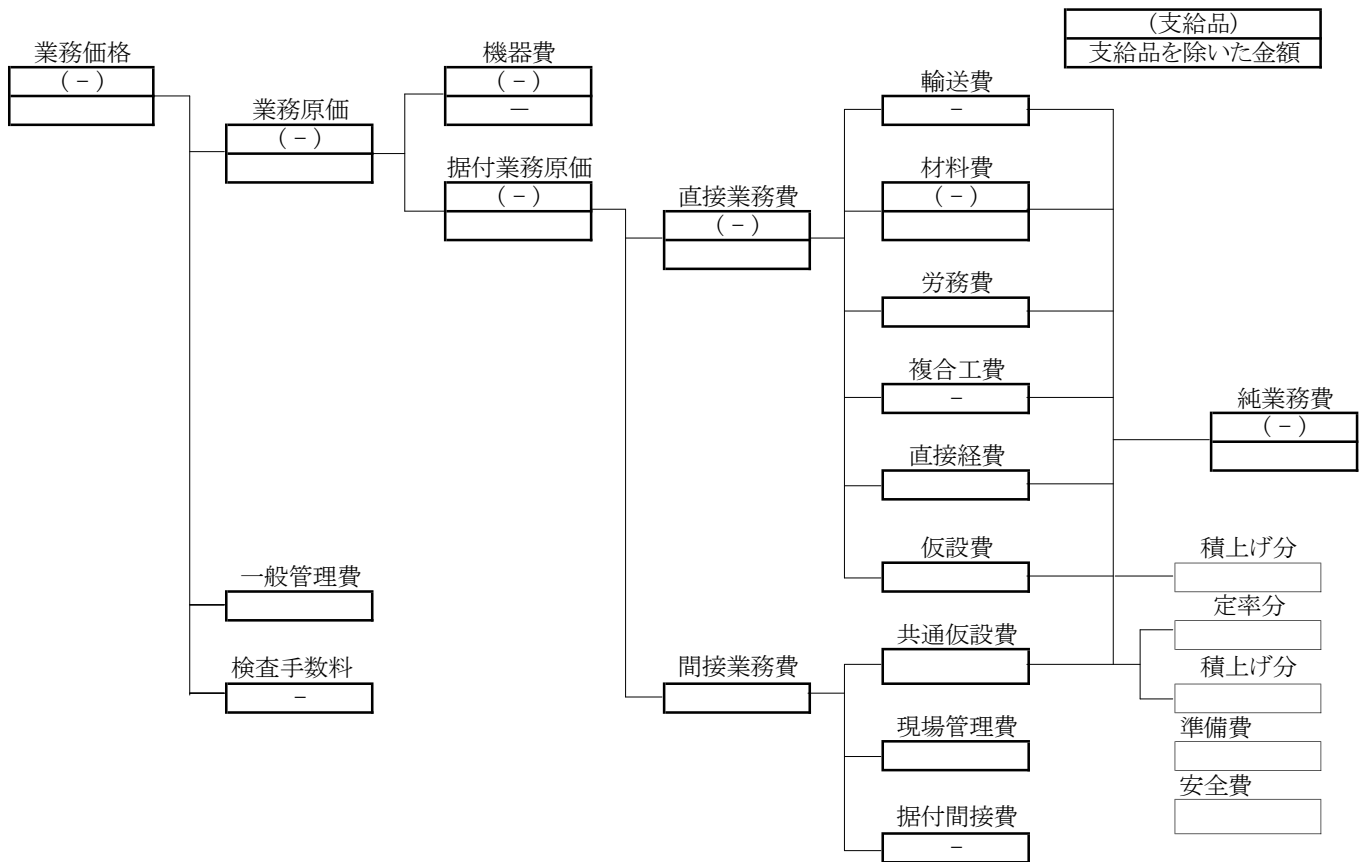 (支給品)
支給品を除いた金額
業務価格
(－)
業務原価
(－)
一般管理費
検査手数料
－
機器費
(－)
－
据付業務原価
(－)
直接業務費
(－)
間接業務費
輸送費
－
材料費
(－)
労務費
複合工費
－
直接経費
仮設費
共通仮設費
現場管理費
据付間接費
－
純業務費
(－)
積上げ分
定率分
積上げ分
準備費
安全費